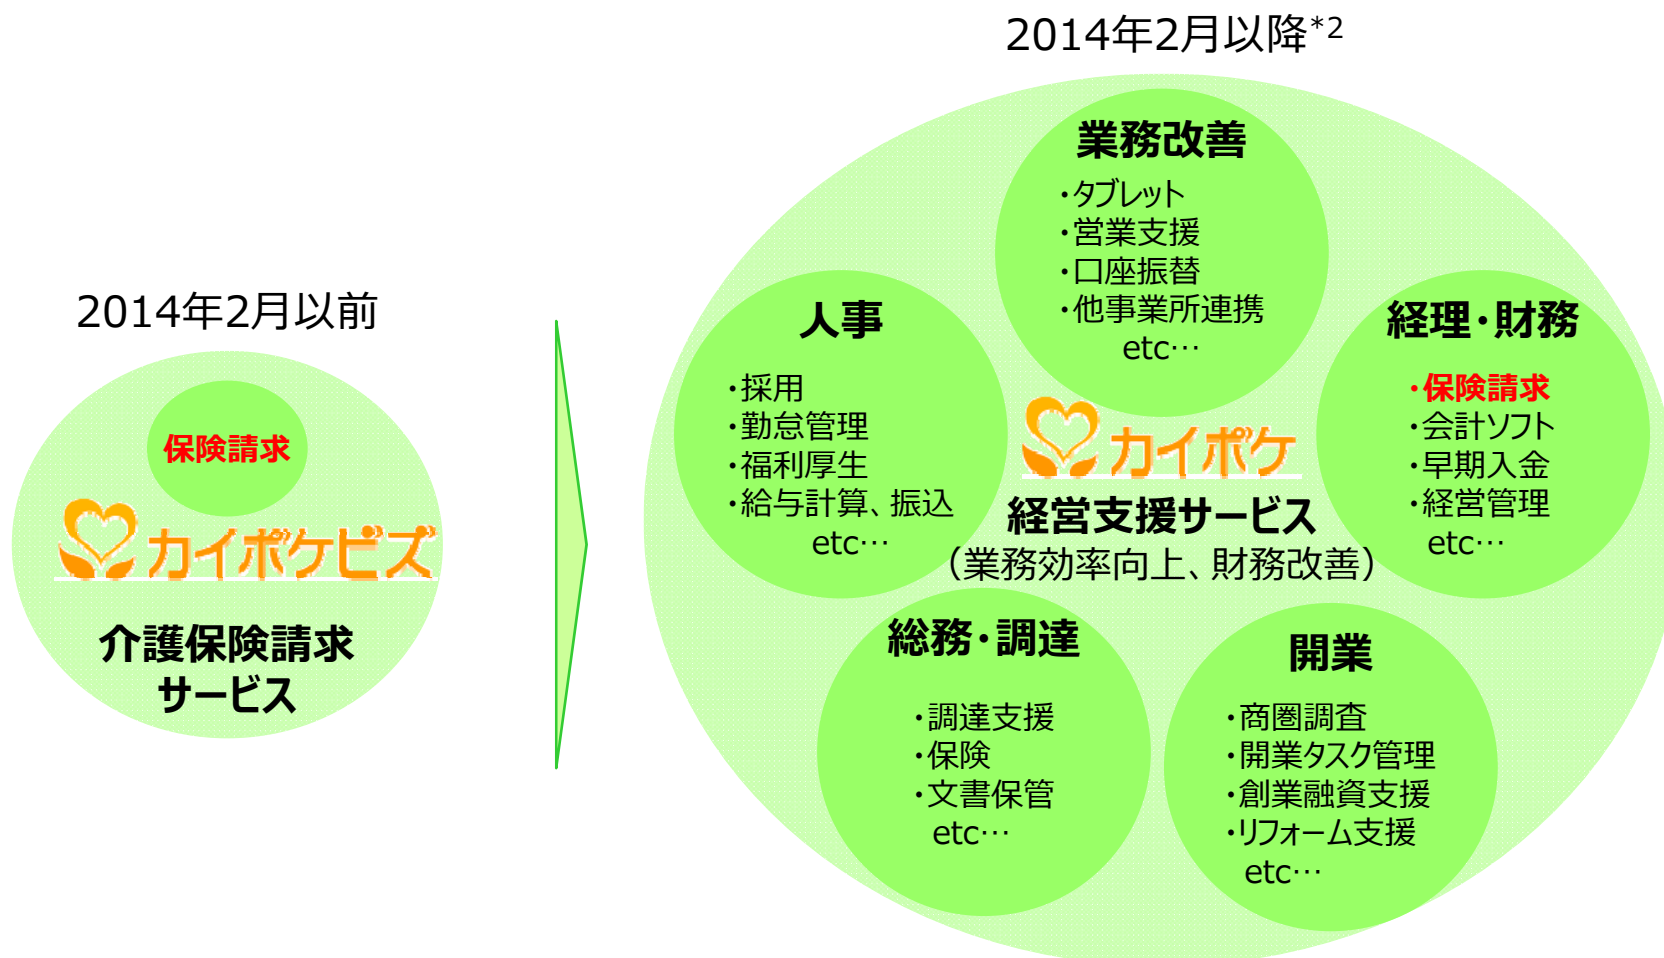 2014年2月以前
保険請求
カイポケビズ
介護保険請求
サービス
2014年2月以降*2
業務改善
・タブレット
・営業支援
・口座振替
・他事業所連携
etc…
人事
・採用
・勤怠管理
・福利厚生
・給与計算、振込
etc…
経理・財務
・保険請求
・会計ソフト
・早期入金
・経営管理
etc…
カイポケ
経営支援サービス
（業務効率向上、財務改善）
総務・調達
・調達支援
・保険
・文書保管
etc…
開業
・商圏調査
・開業タスク管理
・創業融資支援
・リフォーム支援
etc…